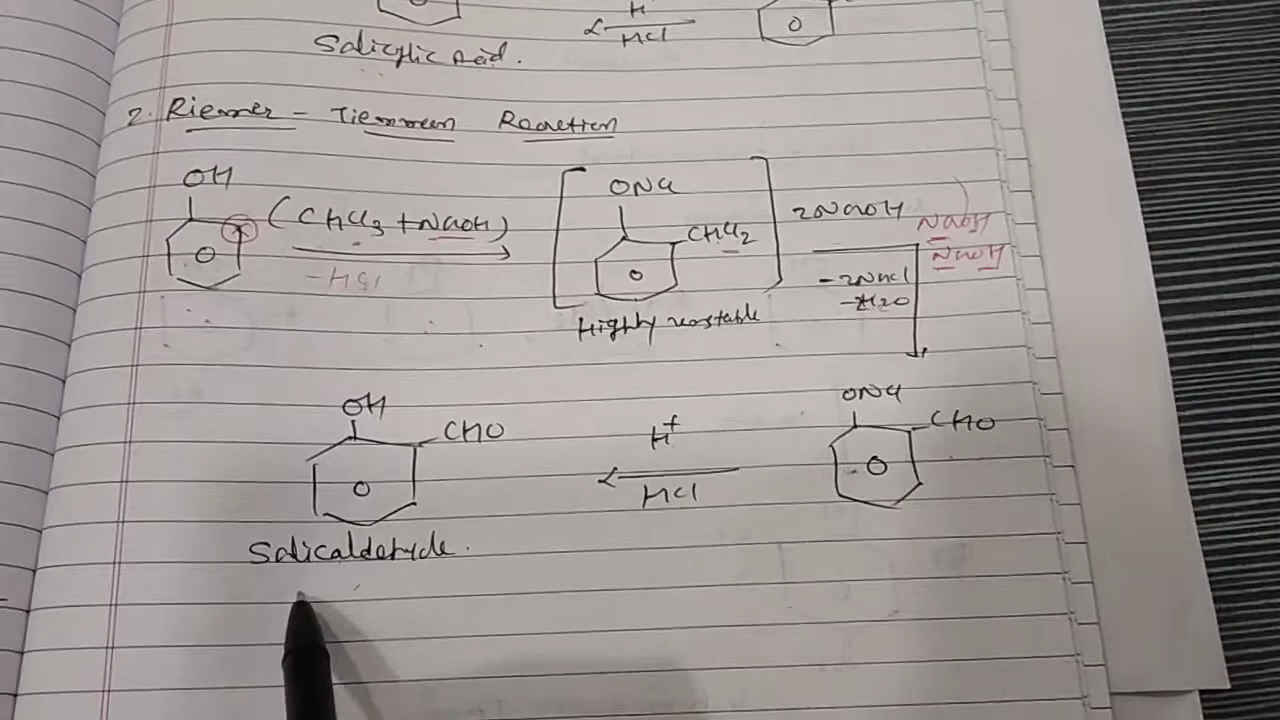 H
HCl
Salicylic Acid.
2. Riemer - Tiemmen Reaction
OH
(CHCl3 + NaOH)
-HCl
ONa
CHCl2
Highly unstable
2NaOH
-2NaCl
-H2O
NaOH
NaOH
OH
CHO
H+
HCl
ONa
CHO
Salicaldehyde.